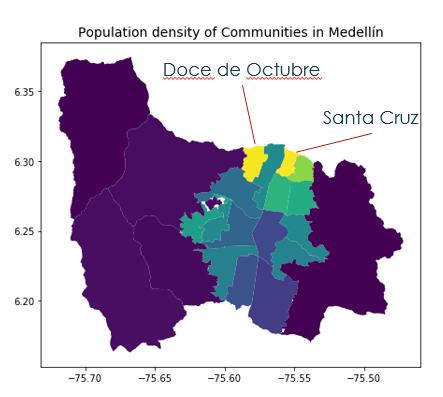 Population density of Communities in Medellín
Doce de Octubre
Santa Cruz
6.35
6.30
6.25
6.20
−75.70 −75.65 −75.60 −75.55 −75.50